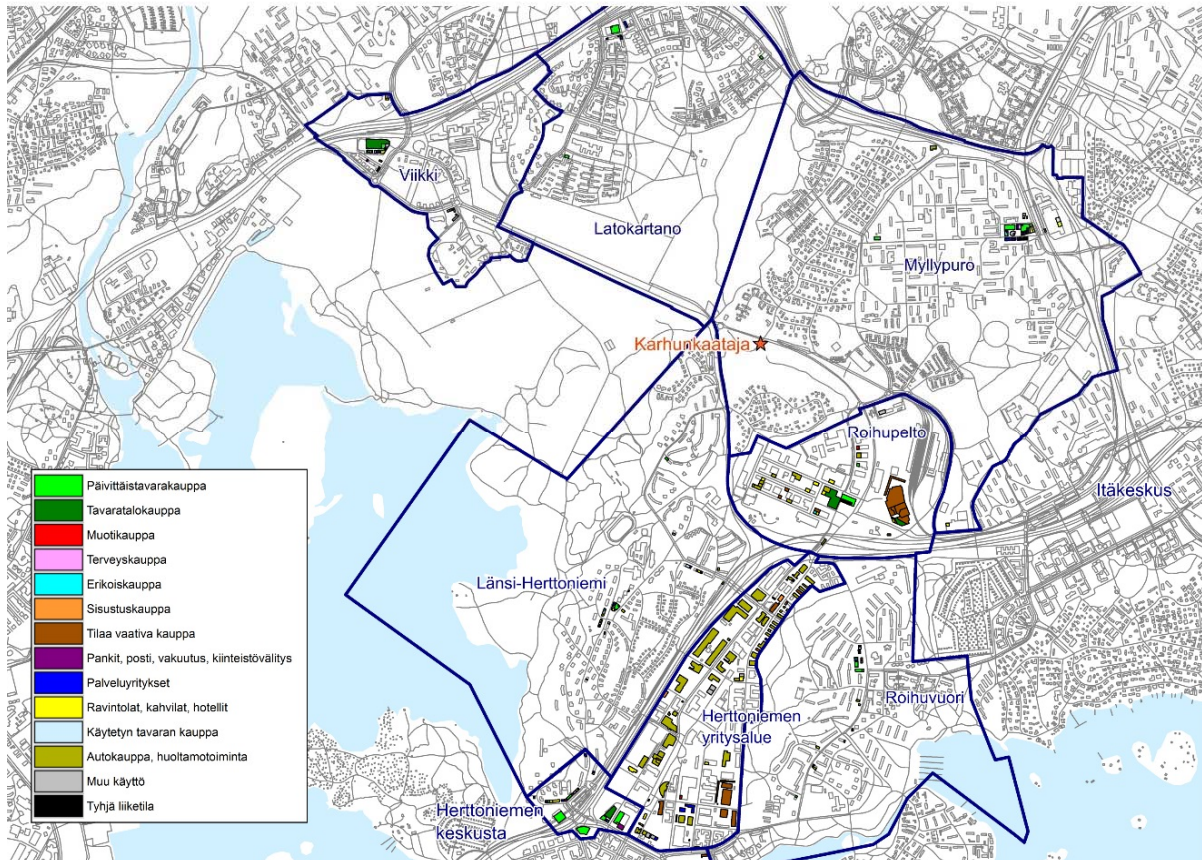 Viikki
Latokartano
Myllypuro
Karhunkaataja
Roihupelto
Itäkeskus
Länsi-Herttoniemi
Roihuvuori
Herttoniemen
yritysalue
Herttoniemen
keskusta
Päivittäistavarakauppa
Tavaratalokauppa
Muotikauppa
Terveyskauppa
Erikoiskauppa
Sisustuskauppa
Tilaa vaativa kauppa
Pankit, posti, vakuutus, kiinteistövälitys
Palveluyritykset
Ravintolat, kahvilat, hotellit
Käytetyn tavaran kauppa
Autokauppa, huoltamotoiminta
Muu käyttö
Tyhjä liiketila